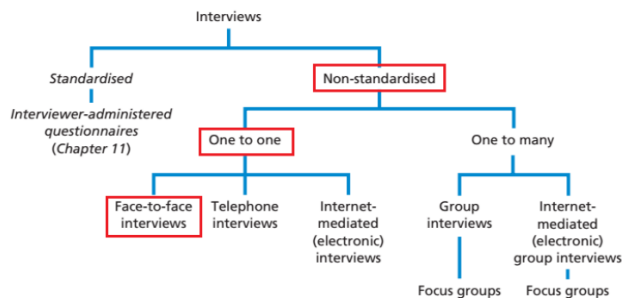 Interviews
Standardised
Non-standardised
Interviewer-administered
questionnaires
(Chapter 11)
One to one
One to many
Face-to-face
interviews
Telephone
interviews
Internet-
mediated
(electronic)
interviews
Group
interviews
Internet-
mediated
(electronic)
group interviews
Focus groups
Focus groups